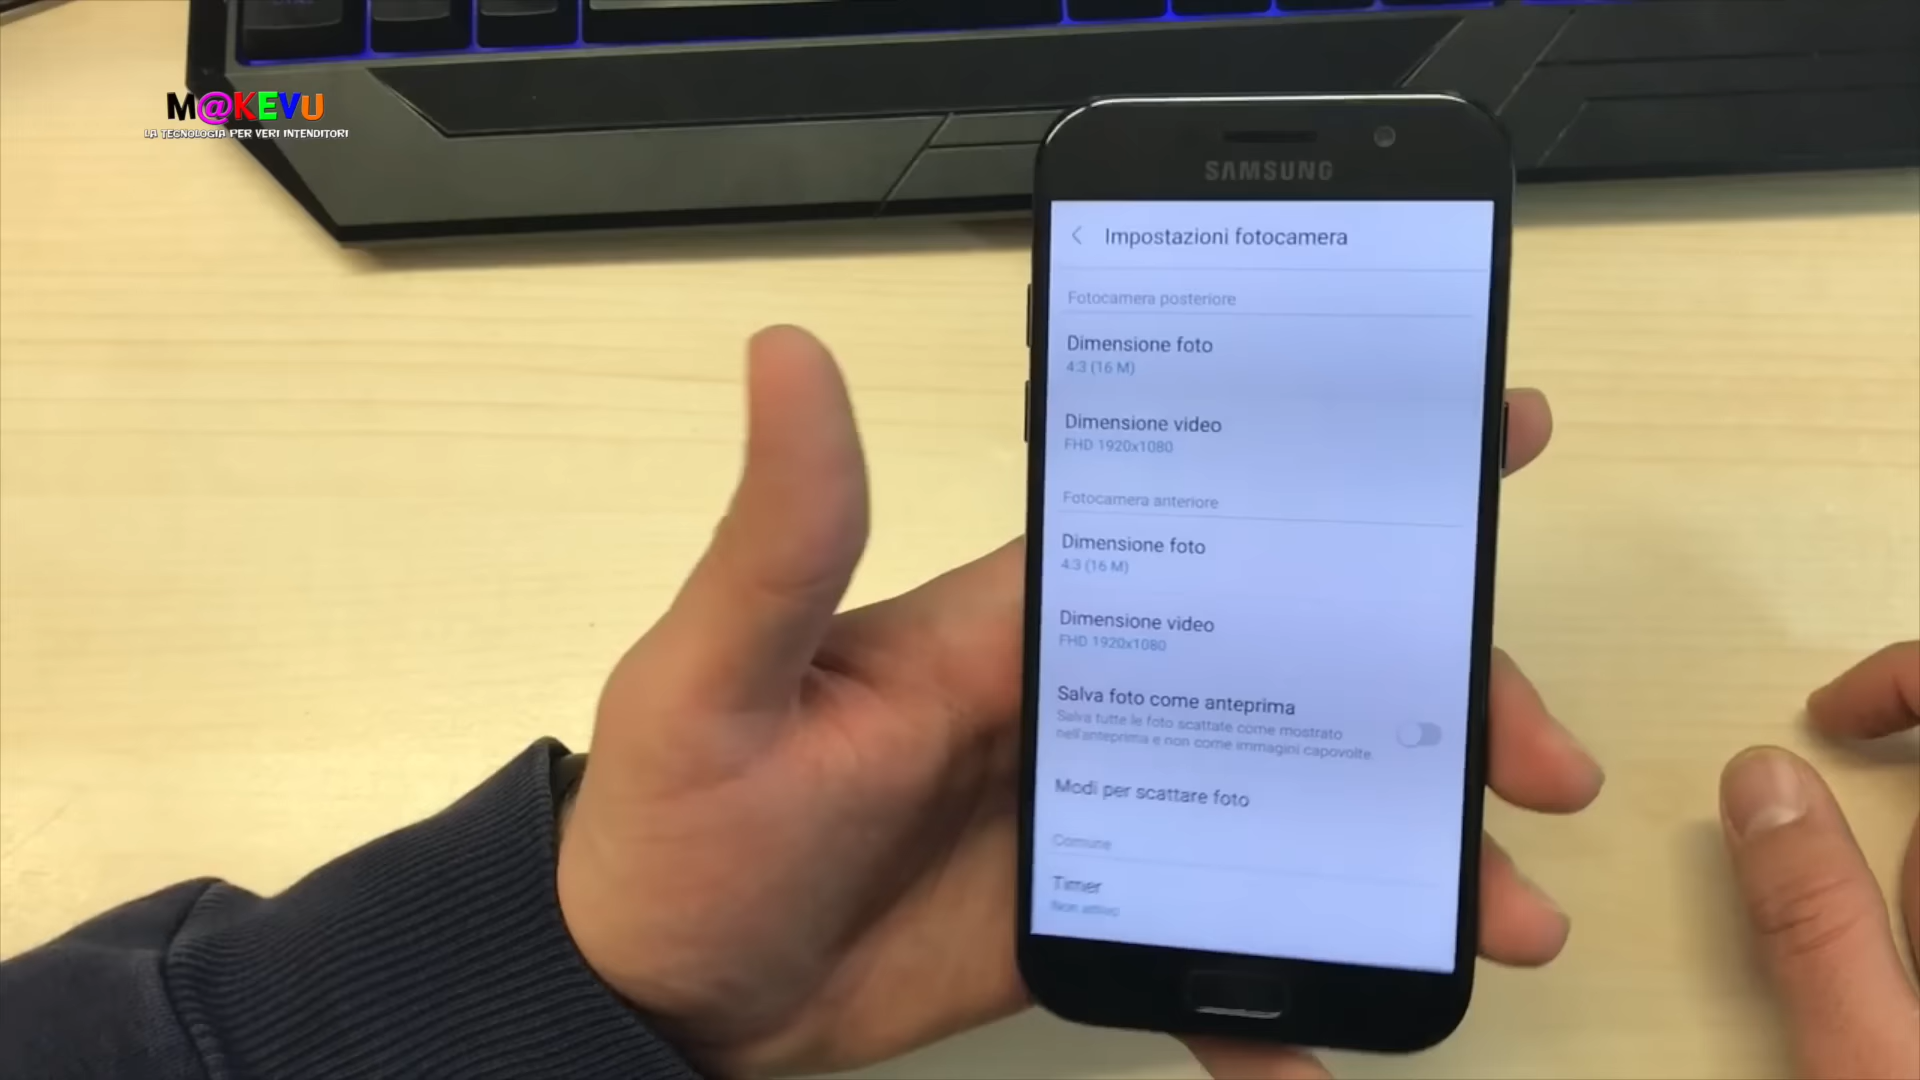 M@KEVU
LA TECNOLOGIA PER VERI INTENDITORI
SAMSUNG
Impostazioni fotocamera
Fotocamera posteriore
Dimensione foto
4:3 (16 M)
Dimensione video
FHD 1920x1080
Fotocamera anteriore
Dimensione foto
4:3 (16 M)
Dimensione video
FHD 1920x1080
Salva foto come anteprima
Salva tutte le foto scattate come mostrato
nell'anteprima e non come immagini capovolte.
Modi per scattare foto
Comune
Timer
Non attivo